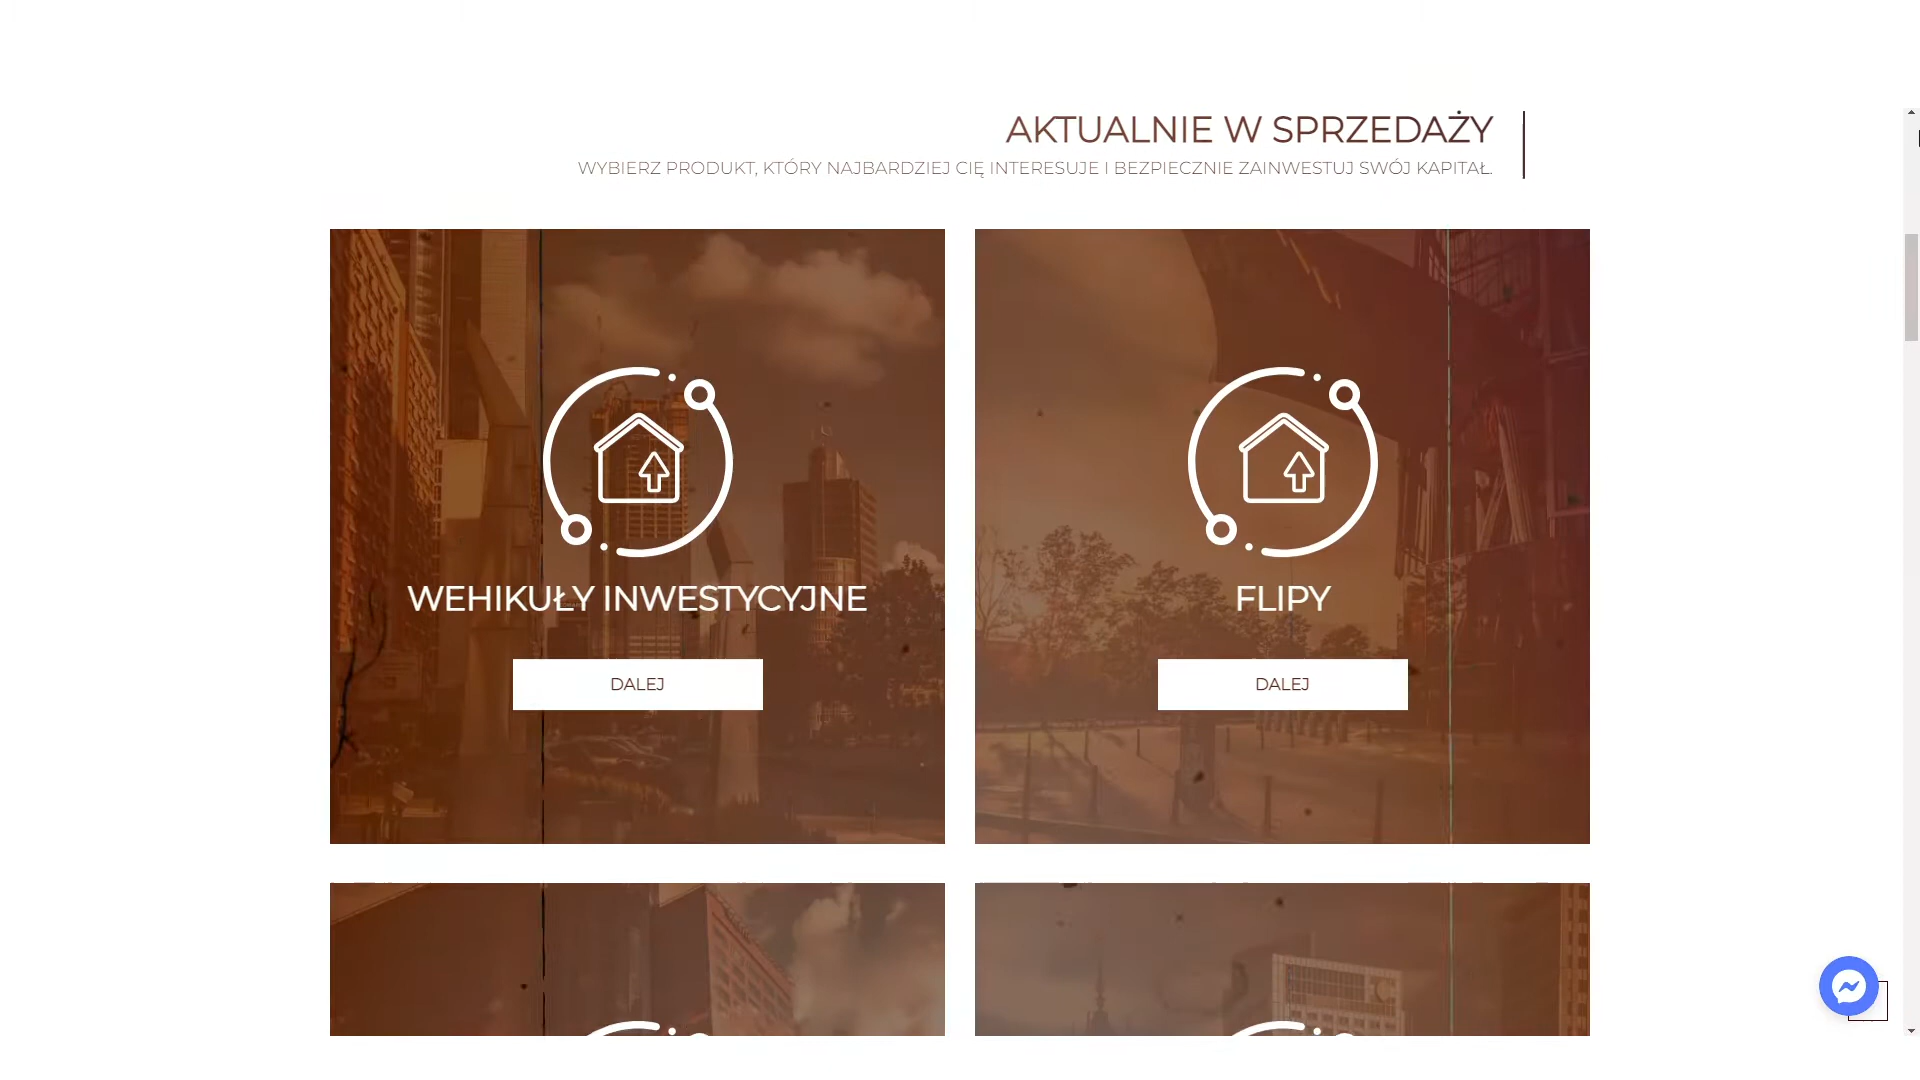 AKTUALNIE W SPRZEDAŻY
WYBIERZ PRODUKT, KTÓRY NAJBARDZIEJ CIĘ INTERESUJE I BEZPIECZNIE ZAINWESTUJ SWÓJ KAPITAŁ.
WEHIKUŁY INWESTYCYJNE
DALEJ
FLIPY
DALEJ